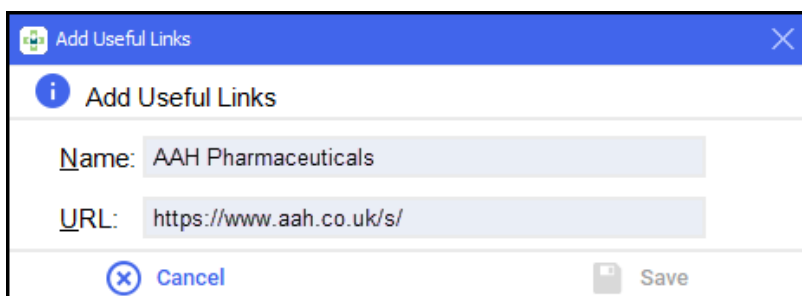 Add Useful Links
Add Useful Links
Name: AAH Pharmaceuticals
URL: https://www.aah.co.uk/s/
Cancel Save